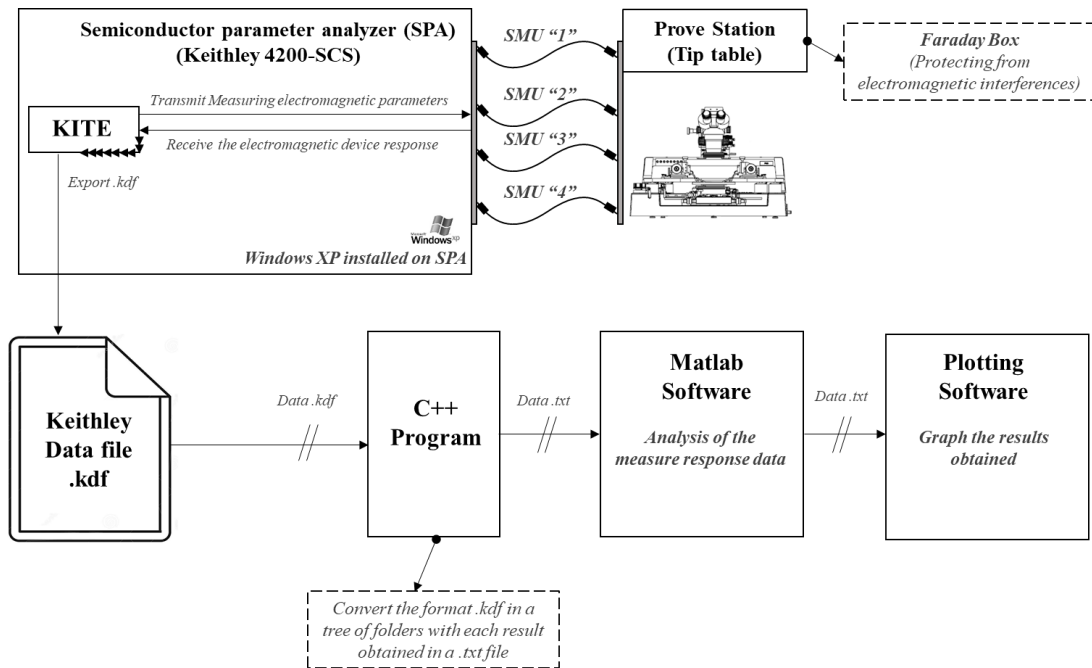 Semiconductor parameter analyzer (SPA)
(Keithley 4200-SCS)
KITE
Transmit Measuring electromagnetic parameters
Receive the electromagnetic device response
Export .kdf
Microsoft
Windows xp
Windows XP installed on SPA
SMU “1”
SMU “2”
SMU “3”
SMU “4”
Prove Station
(Tip table)
Faraday Box
(Protecting from
electromagnetic interferences)
Keithley
Data file
.kdf
Data .kdf
C++
Program
Data .txt
Matlab
Software
Analysis of the
measure response data
Data .txt
Plotting
Software
Graph the results
obtained
Convert the format .kdf in a
tree of folders with each result
obtained in a .txt file